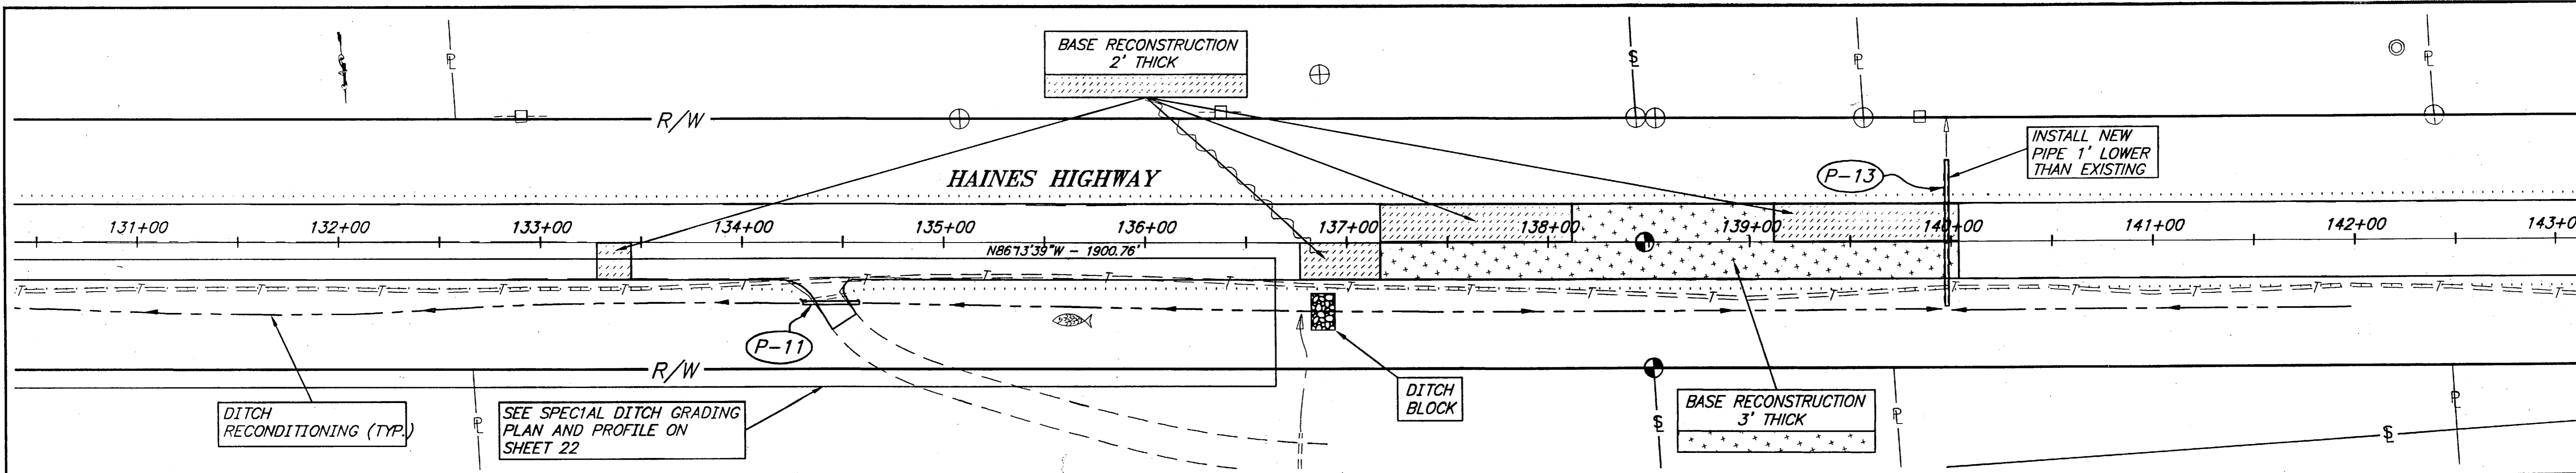 BASE RECONSTRUCTION
2' THICK
R/W
INSTALL NEW
PIPE 1' LOWER
THAN EXISTING
P-13
HAINES HIGHWAY
131+00
132+00
133+00
134+00
135+00
136+00
137+00
138+00
139+00
140+00
141+00
142+00
143+0
N86°13'39"W - 1900.76'
T T T T T T T T T T T T T T
P-11
R/W
DITCH
RECONDITIONING (TYP.)
SEE SPECIAL DITCH GRADING
PLAN AND PROFILE ON
SHEET 22
DITCH
BLOCK
BASE RECONSTRUCTION
3' THICK